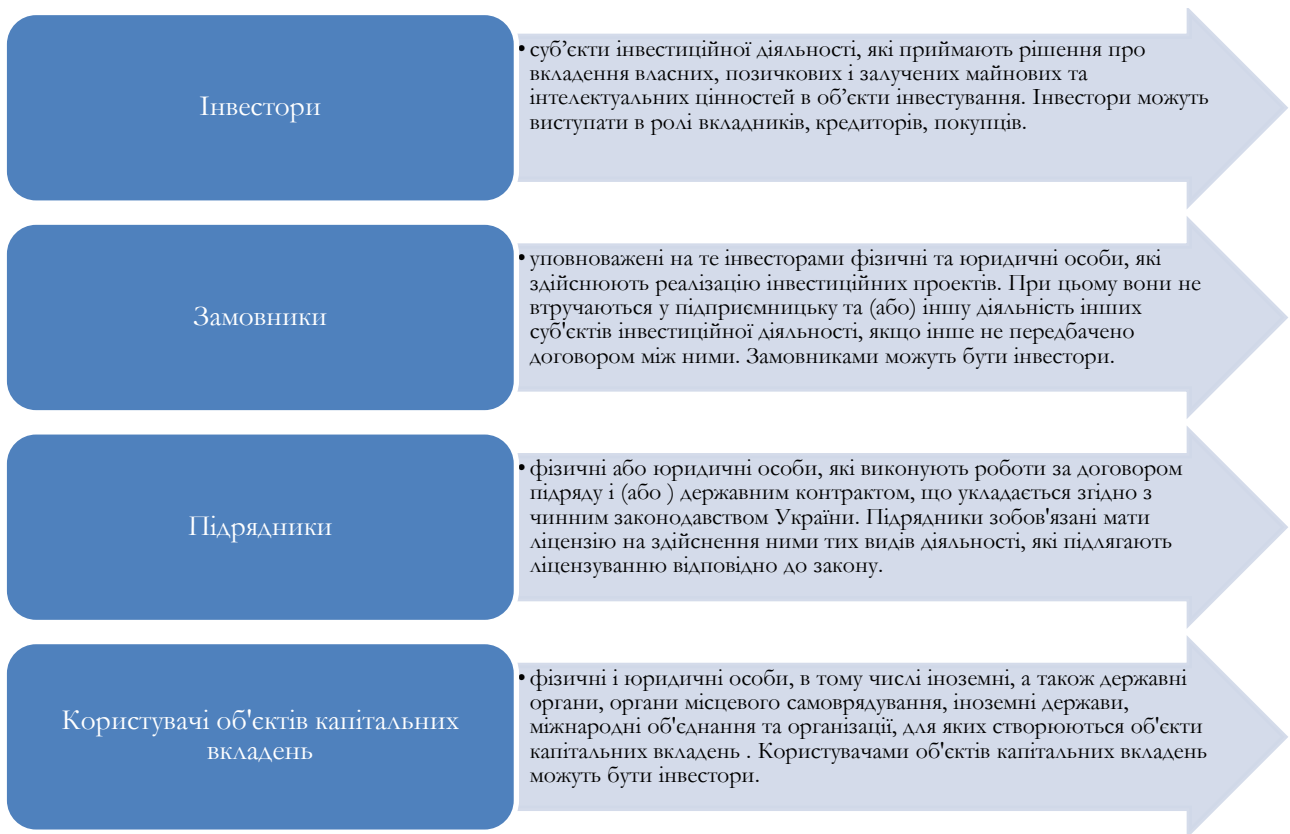 Інвестори
• суб’єкти інвестиційної діяльності, які приймають рішення про
вкладення власних, позичкових і залучених майнових та
інтелектуальних цінностей в об’єкти інвестування. Інвестори можуть
виступати в ролі вкладників, кредиторів, покупців.
Замовники
• уповноважені на те інвесторами фізичні та юридичні особи, які
здійснюють реалізацію інвестиційних проектів. При цьому вони не
втручаються у підприємницьку та (або) іншу діяльність інших
суб'єктів інвестиційної діяльності, якщо інше не передбачено
договором між ними. Замовниками можуть бути інвестори.
Підрядники
• фізичні або юридичні особи, які виконують роботи за договором
підряду і (або ) державним контрактом, що укладається згідно з
чинним законодавством України. Підрядники зобов'язані мати
ліцензію на здійснення ними тих видів діяльності, які підлягають
ліцензуванню відповідно до закону.
Користувачі об'єктів капітальних
вкладень
• фізичні і юридичні особи, в тому числі іноземні, а також державні
органи, органи місцевого самоврядування, іноземні держави,
міжнародні об'єднання та організації, для яких створюються об'єкти
капітальних вкладень . Користувачами об'єктів капітальних вкладень
можуть бути інвестори.